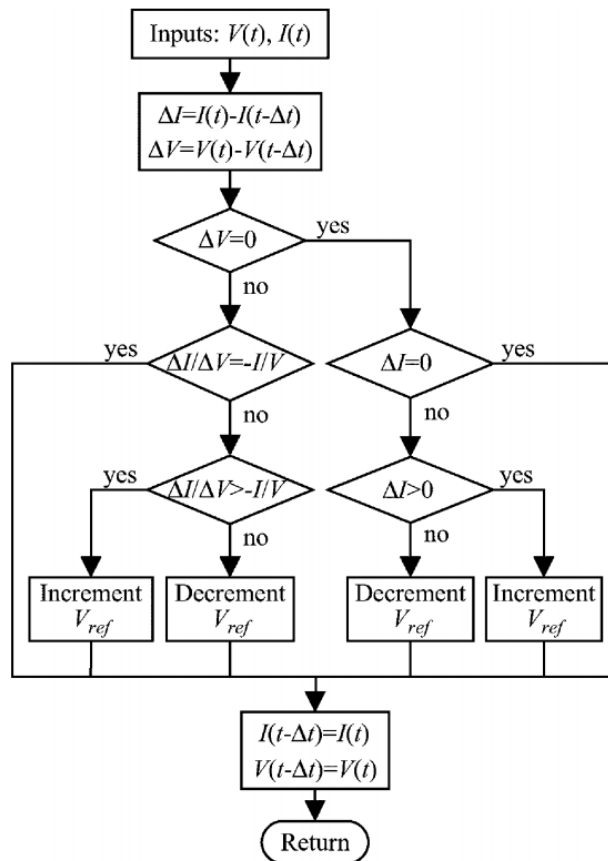 Inputs: V(t), I(t)
ΔI=I(t)-I(t-Δt)
ΔV=V(t)-V(t-Δt)
ΔV=0
yes
no
yes
ΔI/ΔV=-I/V
ΔI=0
yes
no
no
yes
ΔI/ΔV>-I/V
ΔI>0
yes
no
no
Increment
V_ref
Decrement
V_ref
Decrement
V_ref
Increment
V_ref
I(t-Δt)=I(t)
V(t-Δt)=V(t)
Return